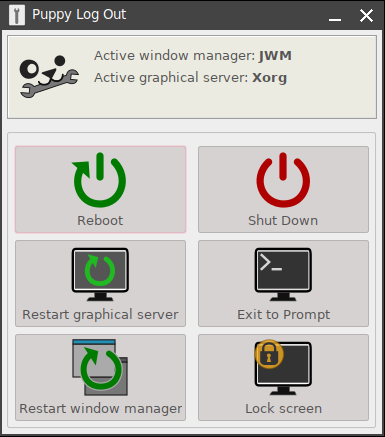 Puppy Log Out
Active window manager: JWM
Active graphical server: Xorg
Reboot
Shut Down
Restart graphical server
Exit to Prompt
Restart window manager
Lock screen